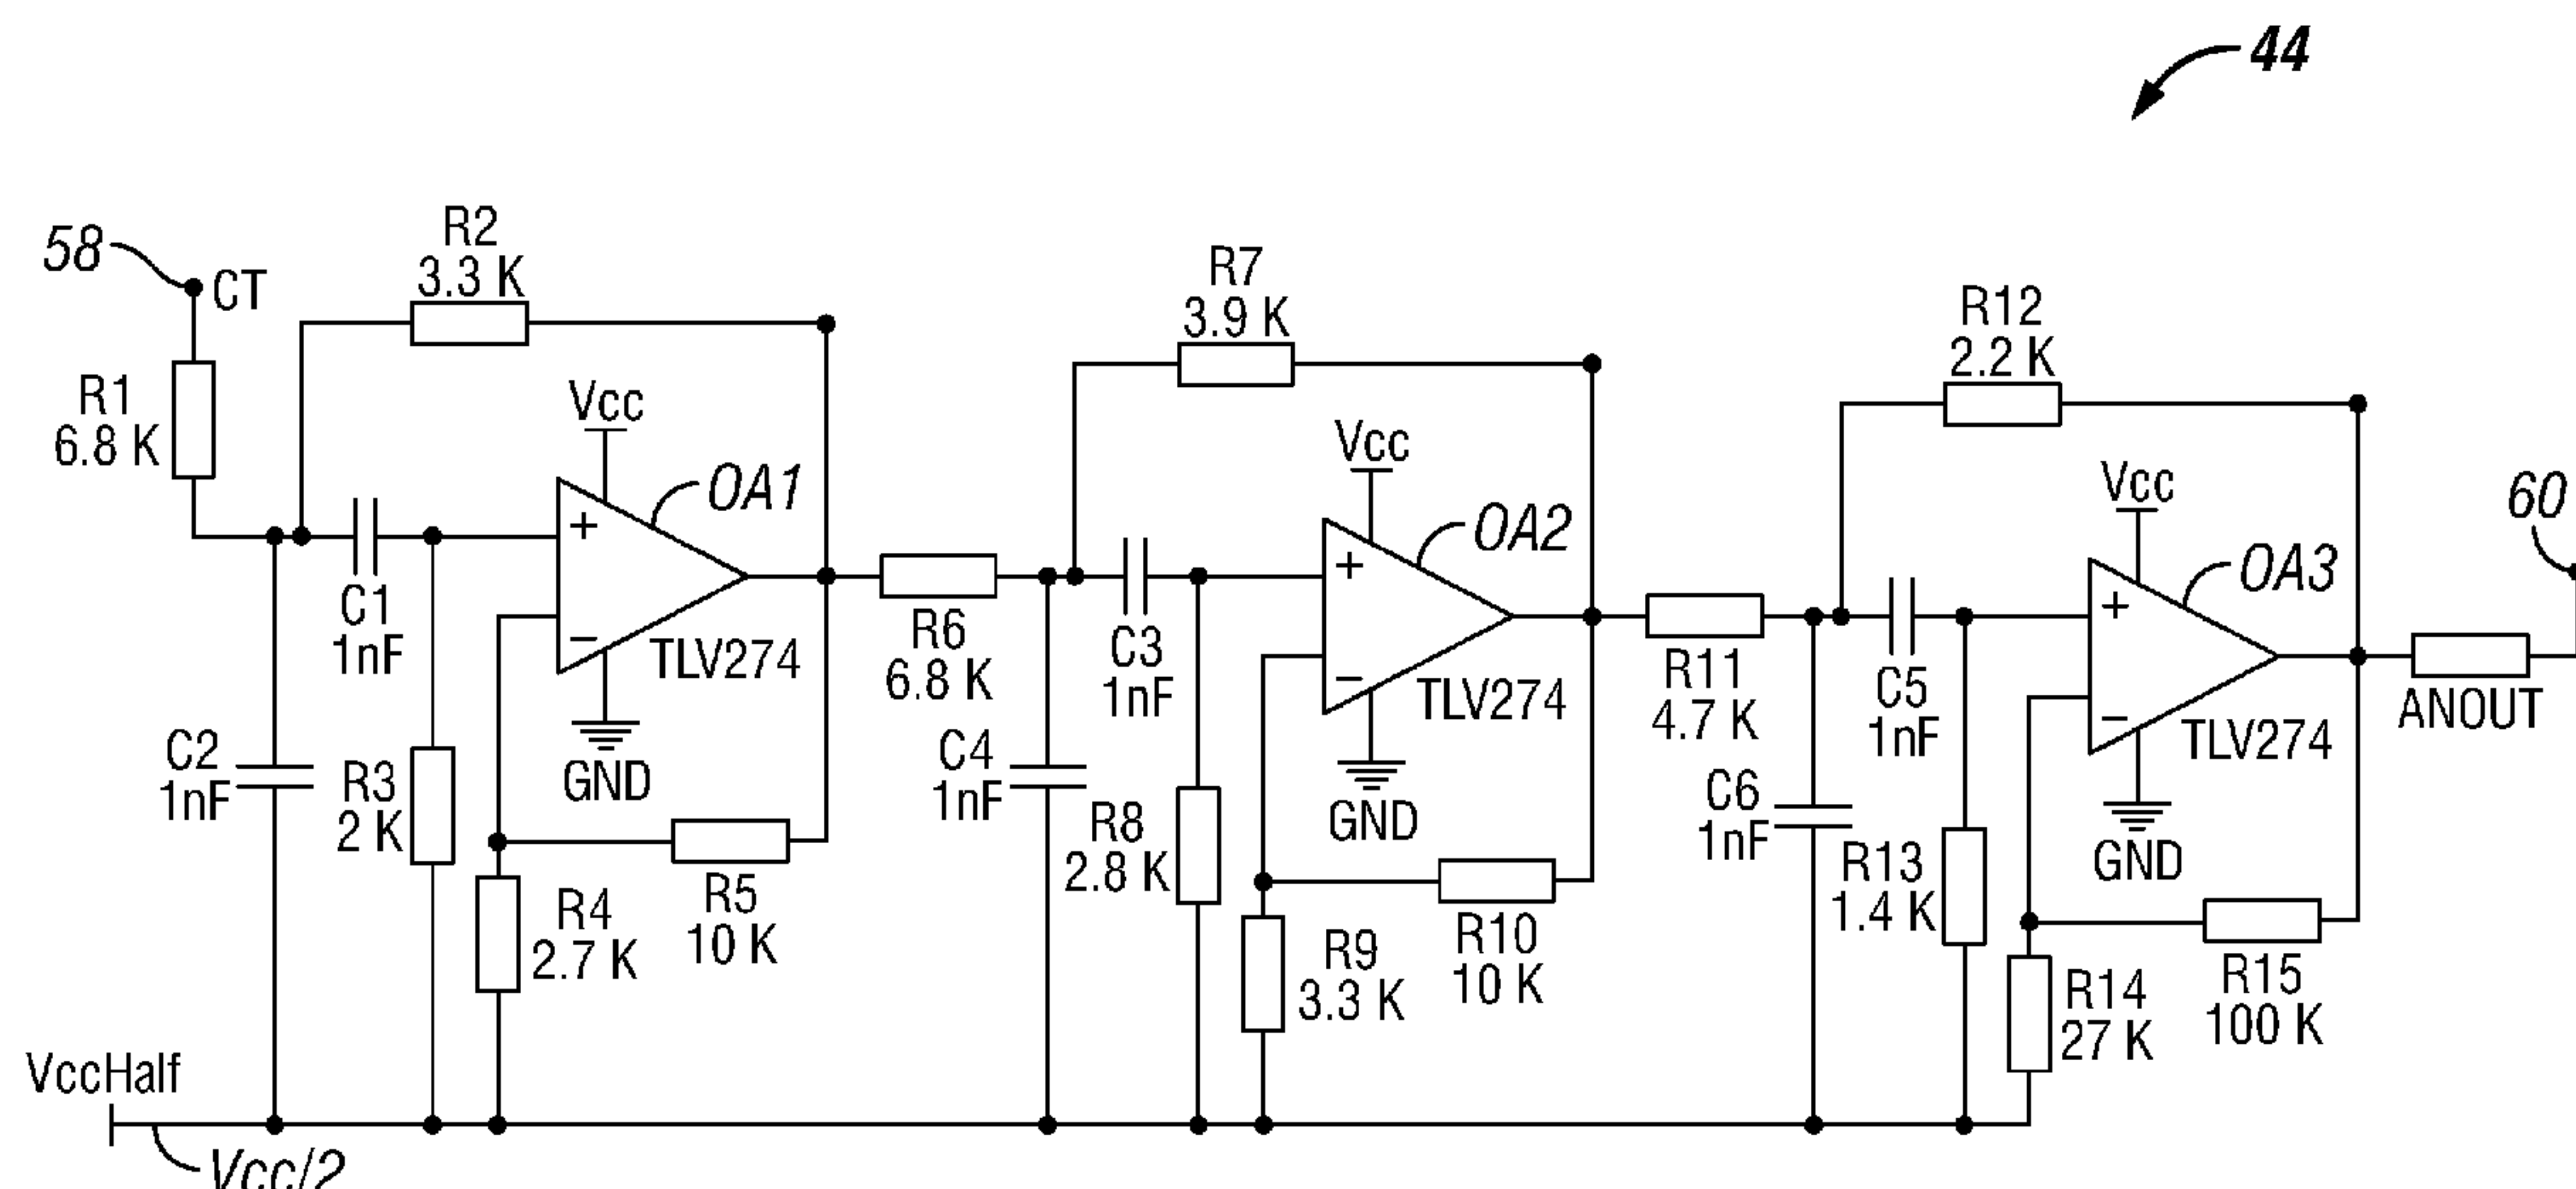 44
58
CT
R2
3.3 K
R7
3.9 K
R12
2.2 K
R1
6.8 K
Vcc
OA1
Vcc
OA2
Vcc
OA3
60
+
−
TLV274
+
−
TLV274
+
−
TLV274
C1
1nF
R6
6.8 K
C3
1nF
R11
4.7 K
C5
1nF
ANOUT
C2
1nF
R3
2 K
GND
C4
1nF
R8
2.8 K
GND
C6
1nF
R13
1.4 K
GND
R4
2.7 K
R5
10 K
R9
3.3 K
R10
10 K
R14
27 K
R15
100 K
VccHalf
Vcc/2